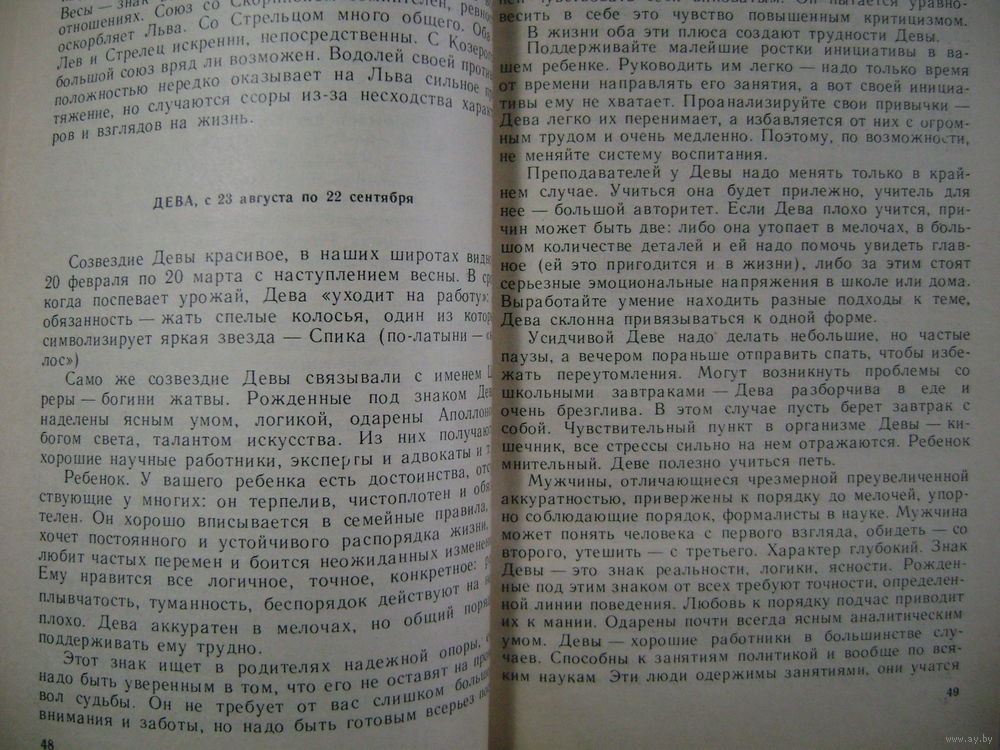 Весы — знак
отношениях. Союз со ревно
оскорбляет Льва. Со Стрельцом много общего. Оба
Лев и Стрелец искренни, непосредственны. С Козеро
большой союз вряд ли возможен. Водолей своей проти
положностью нередко оказывает на Льва сильное
тяжение, но случаются ссоры из-за несходства харак
ров и взглядов на жизнь.
ДЕВА, с 23 августа по 22 сентября
Созвездие Девы красивое, в наших широтах видн
20 февраля по 20 марта с наступлением весны. В
когда поспевает урожай, Дева «уходит на работу»:
обязанность — жать спелые колосья, один из котор
символизирует яркая звезда — Спика (по-латыни —
лос»)
Само же созвездие Девы связывали с именем Ц
реры — богини жатвы. Рожденные под знаком Дев
наделены ясным умом, логикой, одарены Аполлоно
богом света, талантом искусства. Из них получают
хорошие научные работники, эксперты и адвокаты и т.
Ребенок. У вашего ребенка есть достоинства, отс
ствующие у многих: он терпелив, чистоплотен и обя
телен. Он хорошо вписывается в семейные правила,
хочет постоянного и устойчивого распорядка жизни,
любит частых перемен и боится неожиданных изменен
Ему нравится все логичное, точное, конкретное:
плывчатость, туманность, беспорядок действуют на
плохо. Дева аккуратен в мелочах, но общий поряд
поддерживать ему трудно.
Этот знак ищет в родителях надежной опоры,
надо быть уверенным в том, что его не оставят на про
вол судьбы. Он не требует от вас слишком больш
внимания и заботы, но надо быть готовым всерьез
48
весить в себе это чувство повышенным критицизмом.
В жизни оба эти плюса создают трудности Девы.
Поддерживайте малейшие ростки инициативы в ва-
шем ребенке. Руководить им легко — надо только время
от времени направлять его занятия, а вот своей инициа-
тивы ему не хватает. Проанализируйте свои привычки —
Дева легко их перенимает, а избавляется от них с огром-
ным трудом и очень медленно. Поэтому, по возможности,
не меняйте систему воспитания.
Преподавателей у Девы надо менять только в край-
нем случае. Учиться она будет прилежно, учитель для
нее — большой авторитет. Если Дева плохо учится, при-
чин может быть две: либо она утопает в мелочах, в боль-
шом количестве деталей и ей надо помочь увидеть глав-
ное (ей это пригодится и в жизни), либо за этим стоят
серьезные эмоциональные напряжения в школе или дома.
Выработайте умение находить разные подходы к теме,
Дева склонна привязываться к одной форме.
Усидчивой Деве надо делать небольшие, но частые
паузы, а вечером пораньше отправить спать, чтобы избе-
жать переутомления. Могут возникнуть проблемы со
школьными завтраками — Дева разборчива в еде и
очень брезглива. В этом случае пусть берет завтрак с
собой. Чувствительный пункт в организме Девы — ки-
шечник, все стрессы сильно на нем отражаются. Ребенок
мнительный. Деве полезно учиться петь.
Мужчины, отличающиеся чрезмерной преувеличенной
аккуратностью, привержены к порядку до мелочей, упор-
но соблюдающие порядок, формалисты в науке. Мужчина
может понять человека с первого взгляда, обидеть — со
второго, утешить — с третьего. Характер глубокий. Знак
Девы — это знак реальности, логики, ясности. Рожден-
ные под этим знаком от всех требуют точности, определен-
ной линии поведения. Любовь к порядку подчас приводит
их к мании. Одарены почти всегда ясным аналитическим
умом. Девы — хорошие работники в большинстве слу-
чаев. Способны к занятиям политикой и вообще по вся-
ким наукам Эти люди одержимы занятиями, они учатся
49
www.ay.by